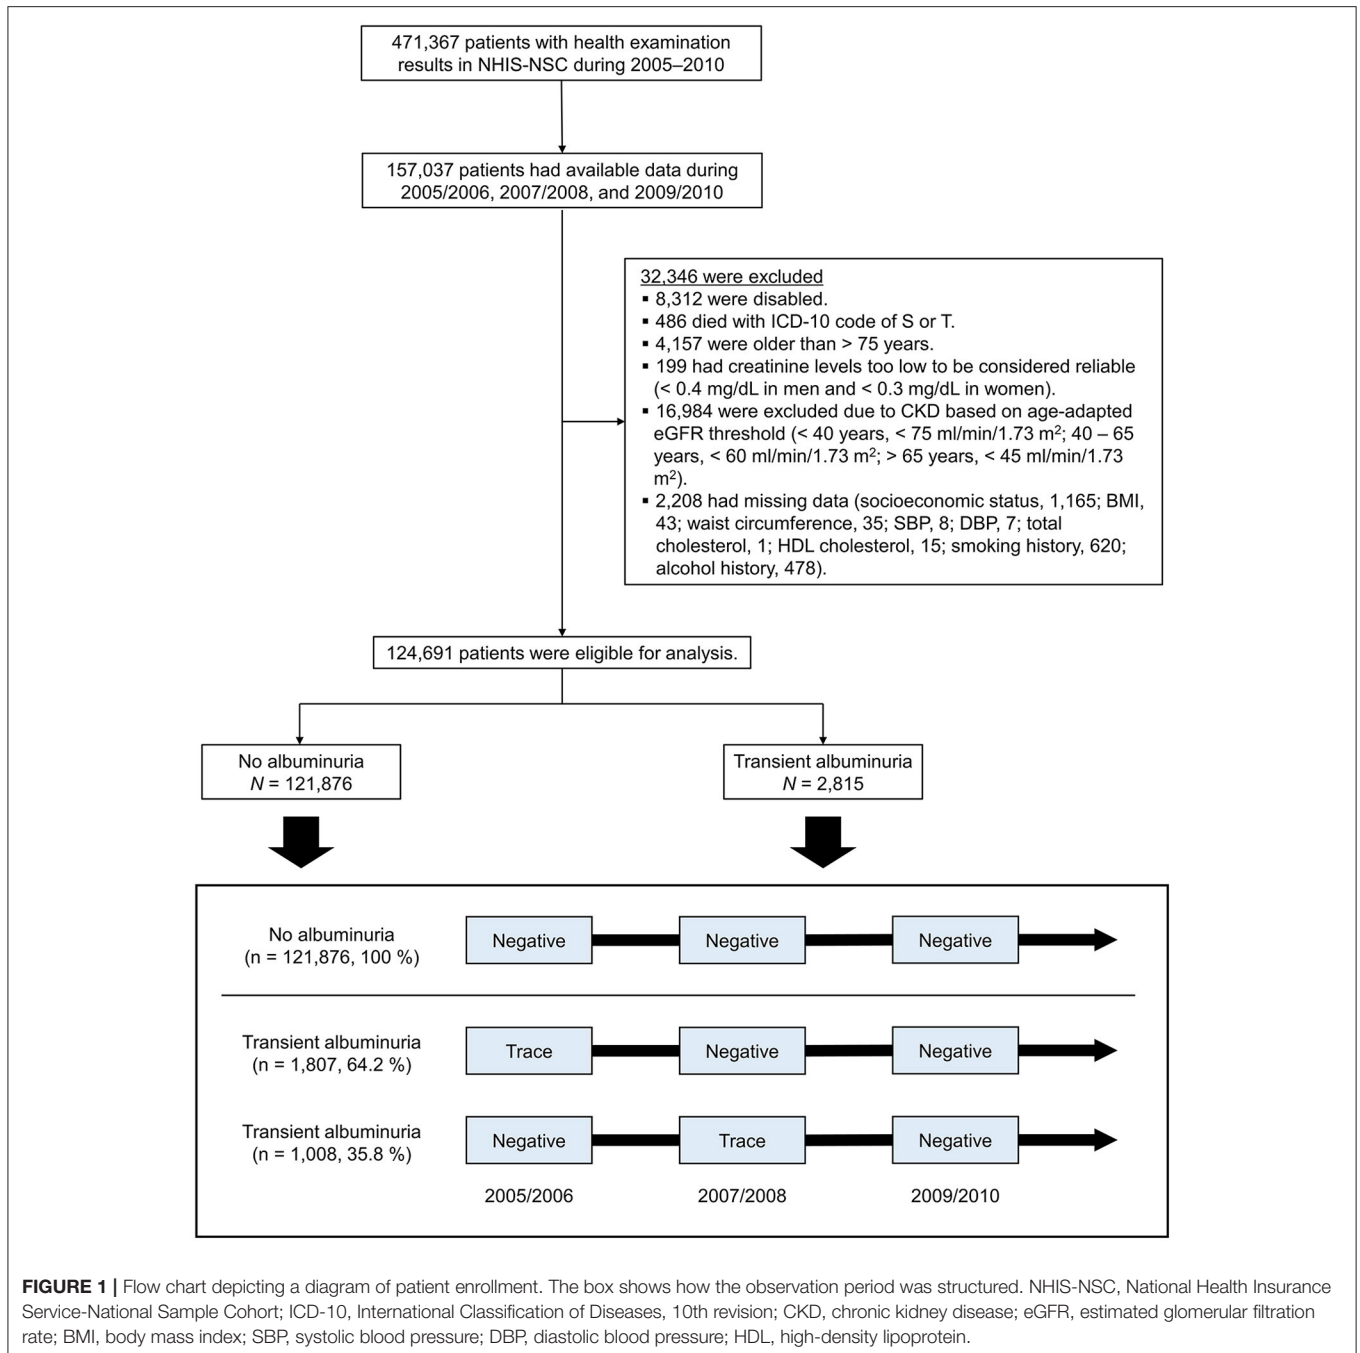 471,367 patients with health examination
results in NHIS-NSC during 2005–2010
157,037 patients had available data during
2005/2006, 2007/2008, and 2009/2010
32,346 were excluded
▪ 8,312 were disabled.
▪ 486 died with ICD-10 code of S or T.
▪ 4,157 were older than > 75 years.
▪ 199 had creatinine levels too low to be considered reliable
(< 0.4 mg/dL in men and < 0.3 mg/dL in women).
▪ 16,984 were excluded due to CKD based on age-adapted
eGFR threshold (< 40 years, < 75 ml/min/1.73 m²; 40 – 65
years, < 60 ml/min/1.73 m²; > 65 years, < 45 ml/min/1.73
m²).
▪ 2,208 had missing data (socioeconomic status, 1,165; BMI,
43; waist circumference, 35; SBP, 8; DBP, 7; total
cholesterol, 1; HDL cholesterol, 15; smoking history, 620;
alcohol history, 478).
124,691 patients were eligible for analysis.
No albuminuria
N = 121,876
Transient albuminuria
N = 2,815
No albuminuria
(n = 121,876, 100 %)
Negative
Negative
Negative
Transient albuminuria
(n = 1,807, 64.2 %)
Trace
Negative
Negative
Transient albuminuria
(n = 1,008, 35.8 %)
Negative
Trace
Negative
2005/2006
2007/2008
2009/2010
FIGURE 1 | Flow chart depicting a diagram of patient enrollment. The box shows how the observation period was structured. NHIS-NSC, National Health Insurance
Service-National Sample Cohort; ICD-10, International Classification of Diseases, 10th revision; CKD, chronic kidney disease; eGFR, estimated glomerular filtration
rate; BMI, body mass index; SBP, systolic blood pressure; DBP, diastolic blood pressure; HDL, high-density lipoprotein.